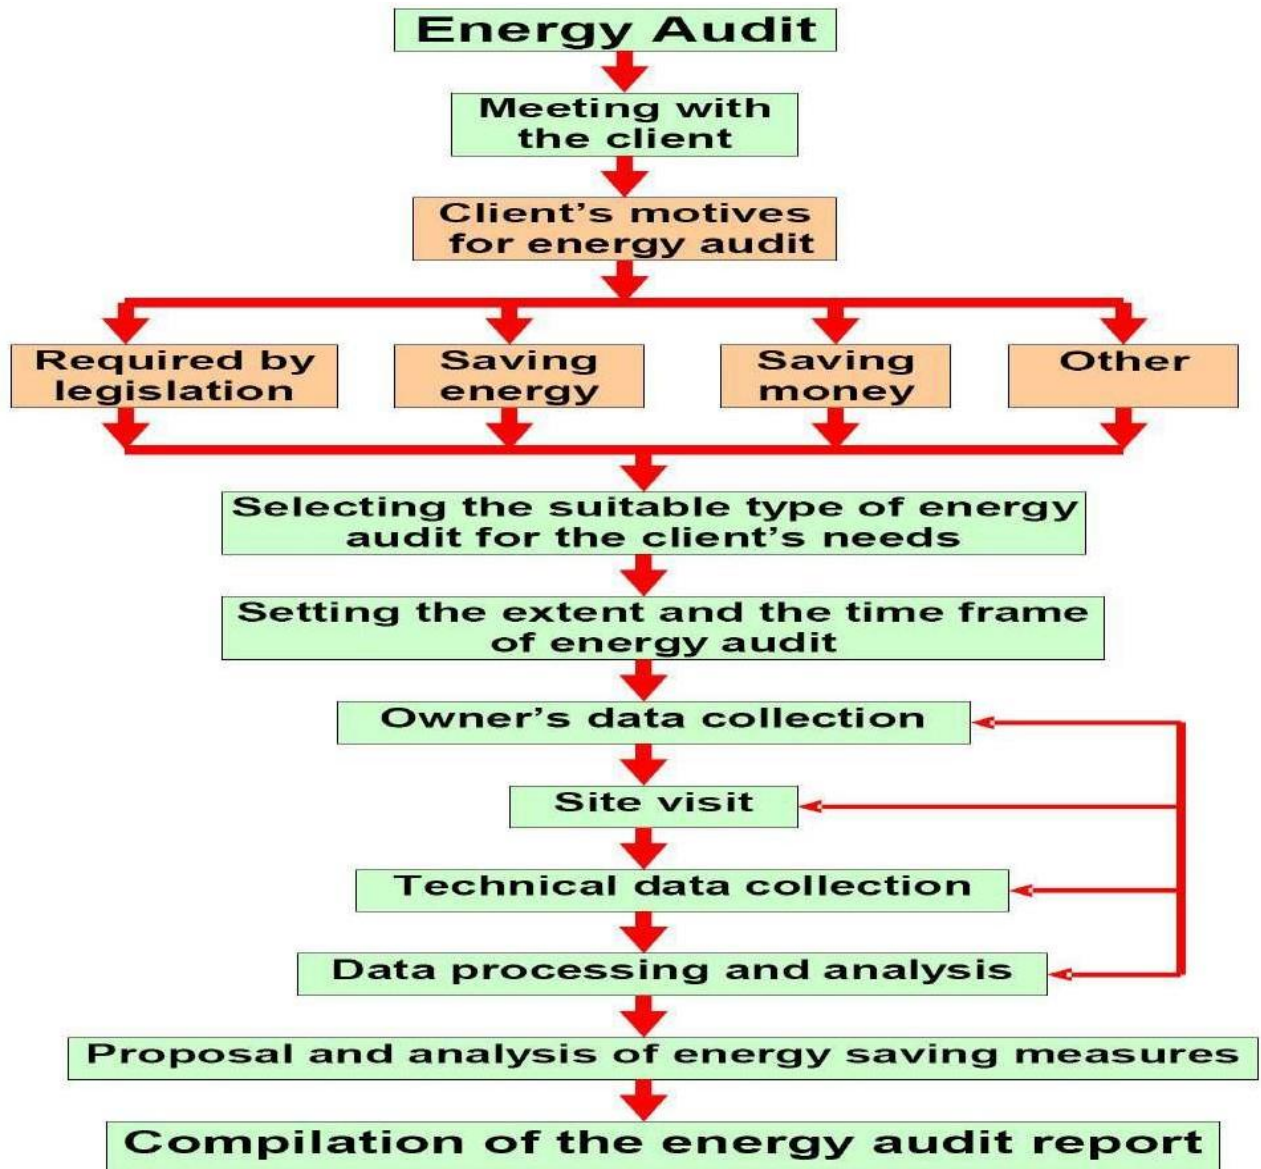 Energy Audit
Meeting with
the client
Client's motives
for energy audit
Required by
legislation
Saving
energy
Saving
money
Other
Selecting the suitable type of energy
audit for the client's needs
Setting the extent and the time frame
of energy audit
Owner's data collection
Site visit
Technical data collection
Data processing and analysis
Proposal and analysis of energy saving measures
Compilation of the energy audit report